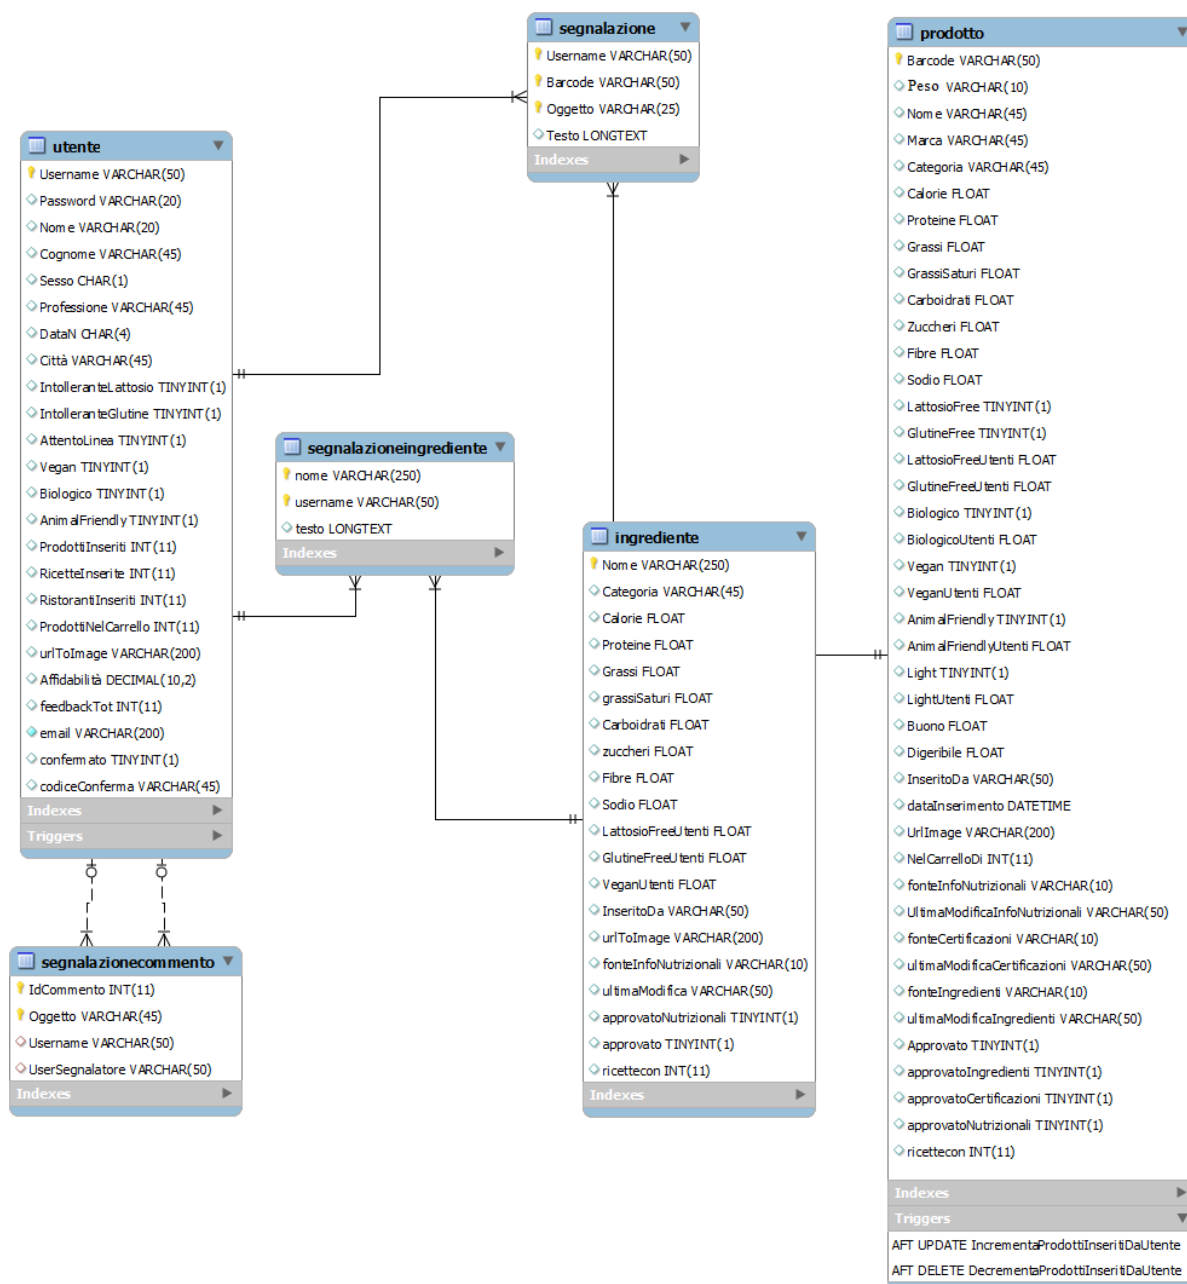 segnalazione
Username VARCHAR(50)
Barcode VARCHAR(50)
Oggetto VARCHAR(25)
Testo LONGTEXT
Indexes
prodotto
Barcode VARCHAR(50)
Peso VARCHAR(10)
Nome VARCHAR(45)
Marca VARCHAR(45)
Categoria VARCHAR(45)
Calorie FLOAT
Proteine FLOAT
Grassi FLOAT
GrassiSaturi FLOAT
Carboidrati FLOAT
Zuccheri FLOAT
Fibre FLOAT
Sodio FLOAT
LattosioFree TINYINT(1)
GlutineFree TINYINT(1)
LattosioFreeUtenti FLOAT
GlutineFreeUtenti FLOAT
Biologico TINYINT(1)
BiologicoUtenti FLOAT
Vegan TINYINT(1)
VeganUtenti FLOAT
AnimalFriendly TINYINT(1)
AnimalFriendlyUtenti FLOAT
Light TINYINT(1)
LightUtenti FLOAT
Buono FLOAT
Digeribile FLOAT
InseritoDa VARCHAR(50)
dataInserimento DATETIME
UrlImage VARCHAR(200)
NelCarrelloDi INT(11)
fonteInfoNutrizionali VARCHAR(10)
UltimaModificaInfoNutrizionali VARCHAR(50)
fonteCertificazioni VARCHAR(10)
ultimaModificaCertificazioni VARCHAR(50)
fonteIngredienti VARCHAR(10)
ultimaModificaIngredienti VARCHAR(50)
Approvato TINYINT(1)
approvatoIngredienti TINYINT(1)
approvatoCertificazioni TINYINT(1)
approvatoNutrizionali TINYINT(1)
ricettecon INT(11)
Indexes
Triggers
AFT UPDATE IncrementaProdottiInseritiDaUtente
AFT DELETE DecrementaProdottiInseritiDaUtente
utente
Username VARCHAR(50)
Password VARCHAR(20)
Nome VARCHAR(20)
Cognome VARCHAR(45)
Sesso CHAR(1)
Professione VARCHAR(45)
DataN CHAR(4)
Città VARCHAR(45)
IntolleranteLattosio TINYINT(1)
IntolleranteGlutine TINYINT(1)
AttentoLinea TINYINT(1)
Vegan TINYINT(1)
Biologico TINYINT(1)
AnimalFriendly TINYINT(1)
ProdottiInseriti INT(11)
RicetteInserite INT(11)
RistorantiInseriti INT(11)
ProdottiNelCarrello INT(11)
urlToImage VARCHAR(200)
Affidabilità DECIMAL(10,2)
feedbackTot INT(11)
email VARCHAR(200)
confermato TINYINT(1)
codiceConferma VARCHAR(45)
Indexes
Triggers
segnalazioneingrediente
nome VARCHAR(250)
username VARCHAR(50)
testo LONGTEXT
Indexes
ingrediente
Nome VARCHAR(250)
Categoria VARCHAR(45)
Calorie FLOAT
Proteine FLOAT
Grassi FLOAT
grassiSaturi FLOAT
Carboidrati FLOAT
zuccheri FLOAT
Fibre FLOAT
Sodio FLOAT
LattosioFreeUtenti FLOAT
GlutineFreeUtenti FLOAT
VeganUtenti FLOAT
InseritoDa VARCHAR(50)
urlToImage VARCHAR(200)
fonteInfoNutrizionali VARCHAR(10)
ultimaModifica VARCHAR(50)
approvatoNutrizionali TINYINT(1)
approvato TINYINT(1)
ricettecon INT(11)
Indexes
segnalazionecommento
IdCommento INT(11)
Oggetto VARCHAR(45)
Username VARCHAR(50)
UserSegnalatore VARCHAR(50)
Indexes